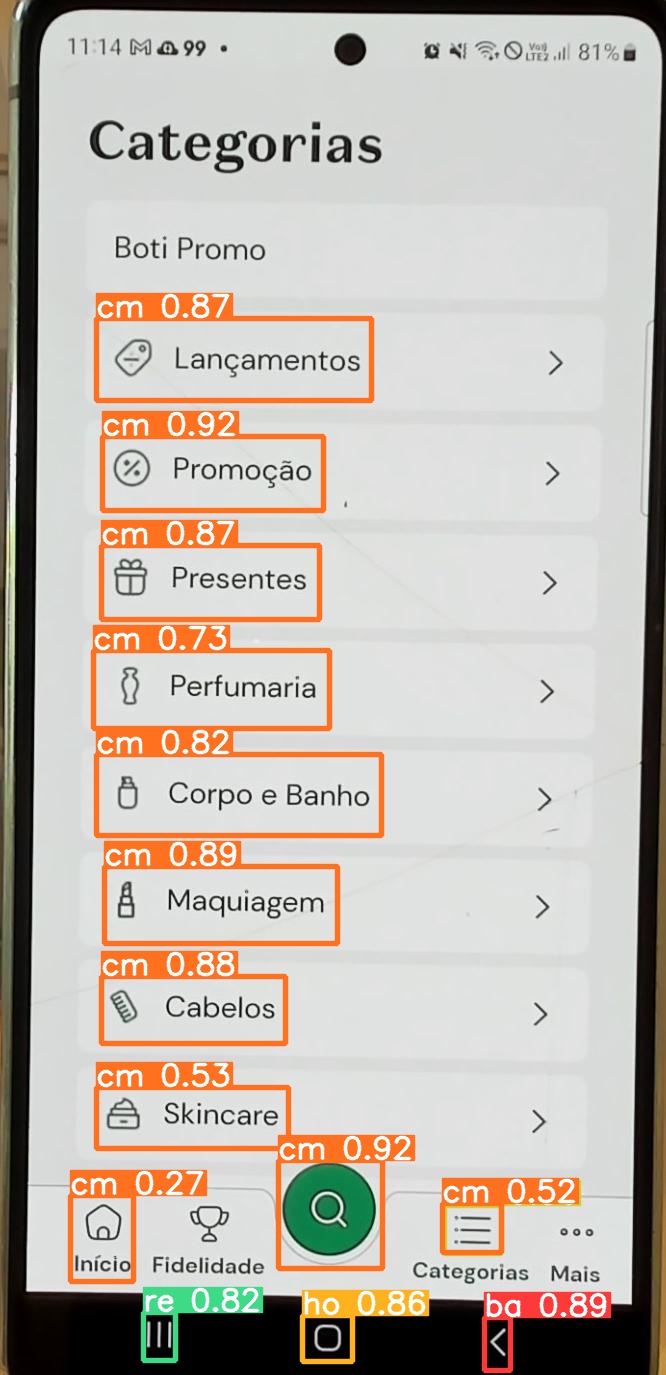 11:14 99
Vo))
LTE2 81%
Categorias
Boti Promo
cm 0.87
Lançamentos
cm 0.92
Promoção
cm 0.87
Presentes
cm 0.73
Perfumaria
cm 0.82
Corpo e Banho
cm 0.89
Maquiagem
cm 0.88
Cabelos
cm 0.53
Skincare
cm 0.92
cm 0.27
cm 0.52
Início Fidelidade Categorias Mais
re 0.82 ho 0.86 ba 0.89